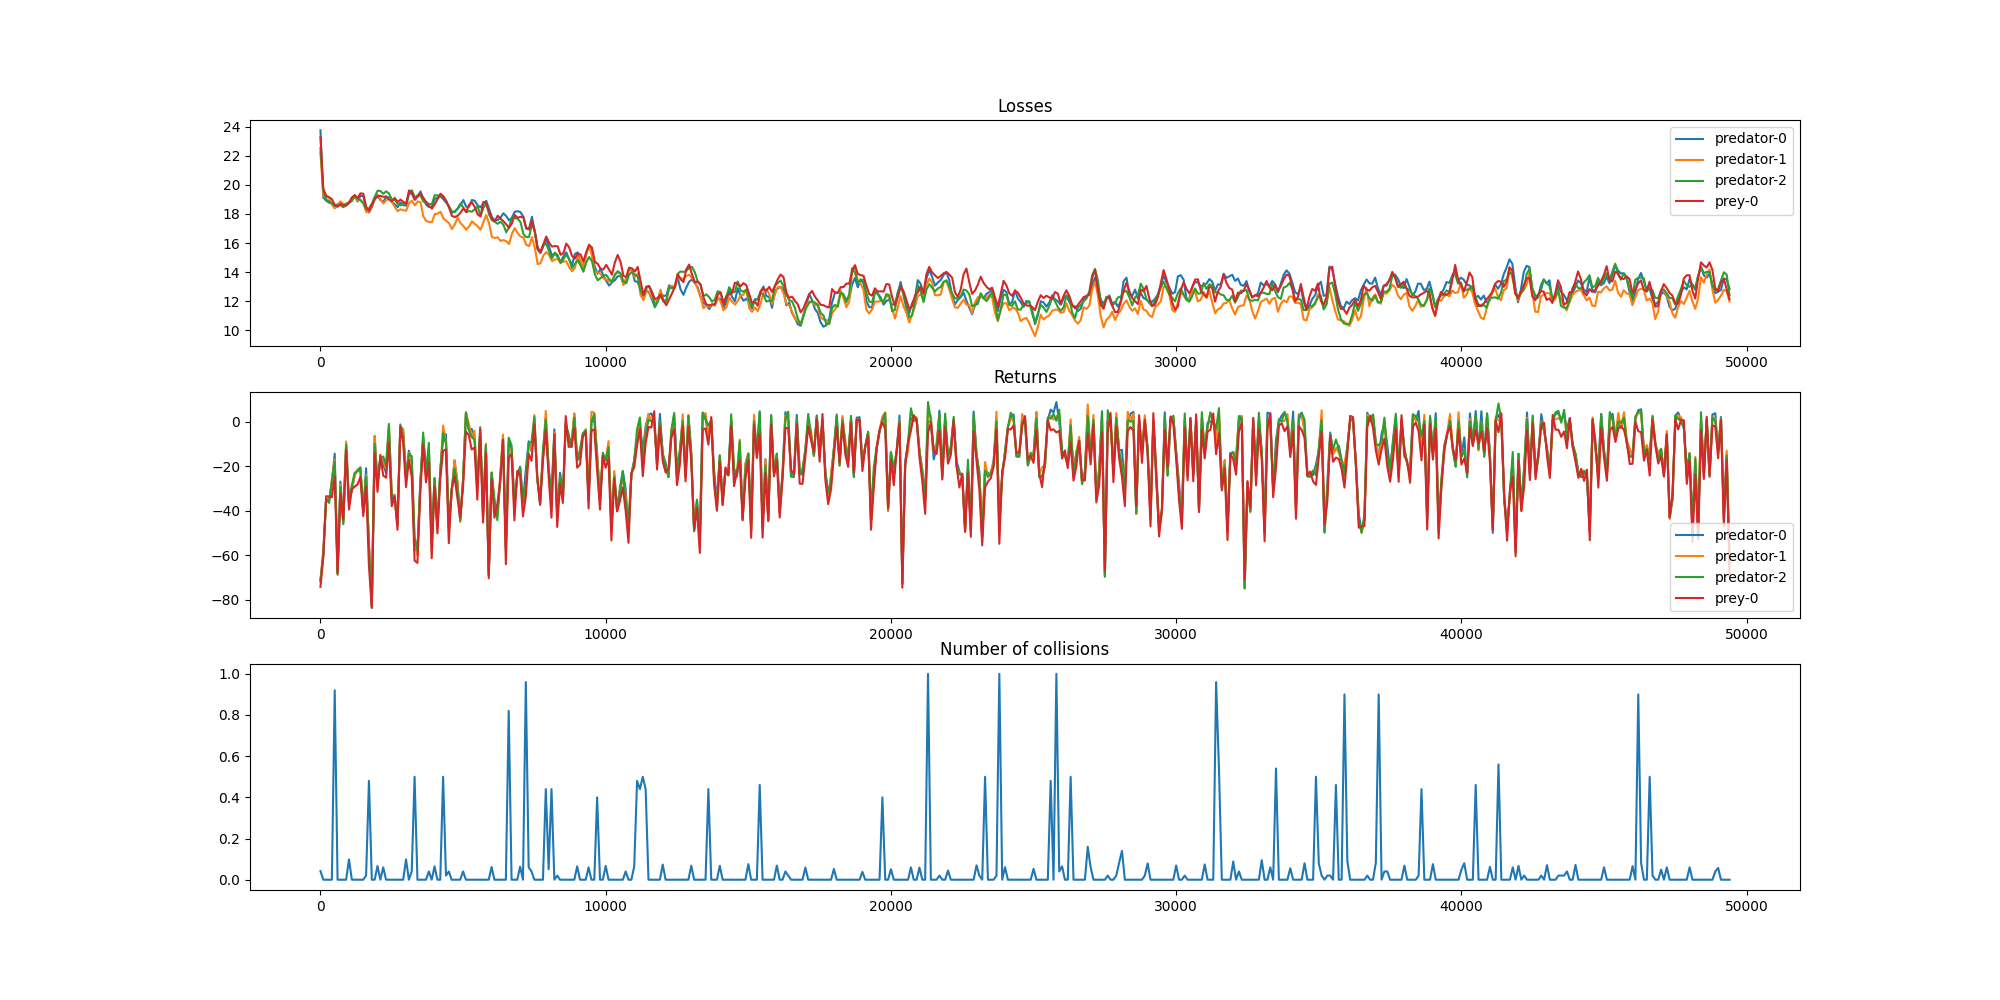 Losses
24
22
20
18
16
14
12
10
predator-0
predator-1
predator-2
prey-0
0 10000 20000 30000 40000 50000
Returns
0
−20
−40
−60
−80
predator-0
predator-1
predator-2
prey-0
0 10000 20000 30000 40000 50000
Number of collisions
1.0
0.8
0.6
0.4
0.2
0.0
0 10000 20000 30000 40000 50000